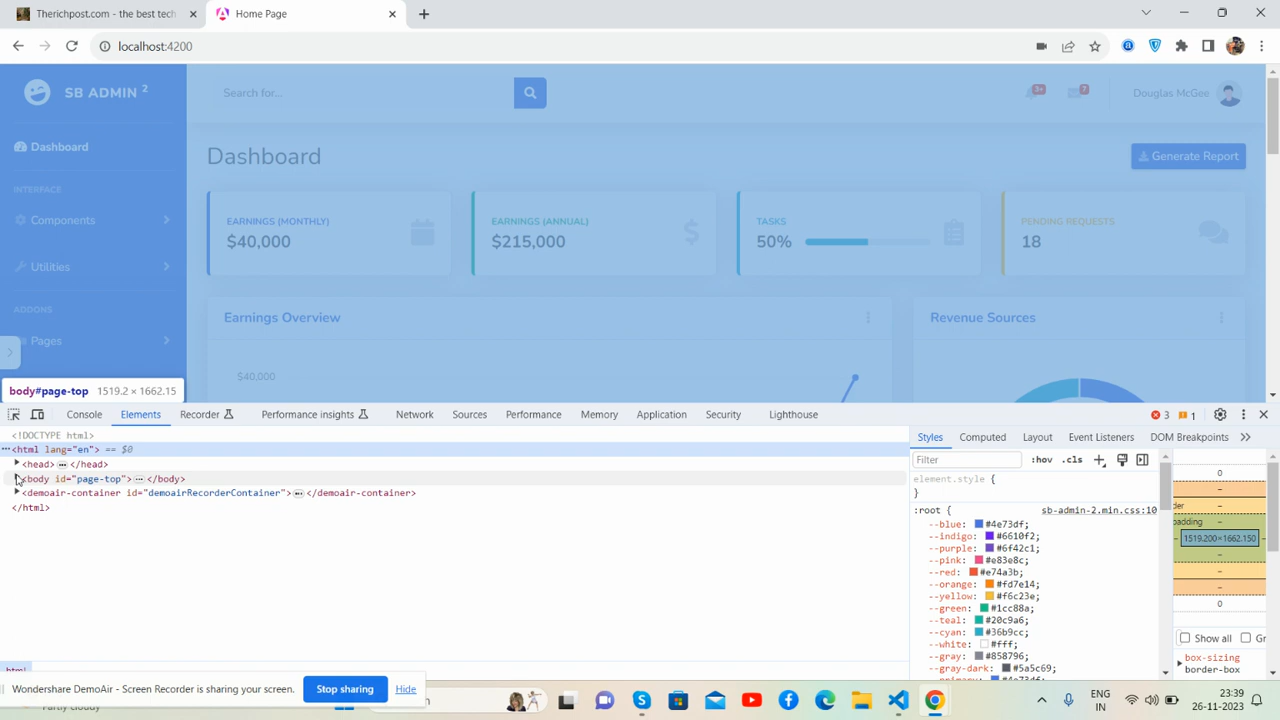 Therichpost.com - the best tech
Home Page
localhost:4200
SB ADMIN 2
Search for...
3+
7
Douglas McGee
Dashboard
Dashboard
Generate Report
INTERFACE
Components
Utilities
ADDONS
Pages
EARNINGS (MONTHLY)
$40,000
EARNINGS (ANNUAL)
$215,000
TASKS
50%
PENDING REQUESTS
18
Earnings Overview
Revenue Sources
$40,000
body#page-top 1519.2 × 1662.15
Console Elements Recorder Performance insights Network Sources Performance Memory Application Security Lighthouse 3 1
<!DOCTYPE html>
<html lang="en"> == $0
<head> </head>
<body id="page-top"> </body>
<demoair-container id="demoairRecorderContainer"> </demoair-container>
</html>
html
Styles Computed Layout Event Listeners DOM Breakpoints
Filter :hov .cls
element.style {
}
:root { sb-admin-2.min.css:10
--blue: #4e73df;
--indigo: #6610f2;
--purple: #6f42c1;
--pink: #e83e8c;
--red: #e74a3b;
--orange: #fd7e14;
--yellow: #f6c23e;
--green: #1cc88a;
--teal: #20c9a6;
--cyan: #36b9cc;
--white: #fff;
--gray: #858796;
--gray-dark: #5a5c69;
0
–
–
padding
–
1519.200×1662.150
–
–
–
0
Show all
box-sizing
border-box
Wondershare DemoAir - Screen Recorder is sharing your screen.
Stop sharing
Hide
Partly cloudy
ENG
IN
23:39
26-11-2023